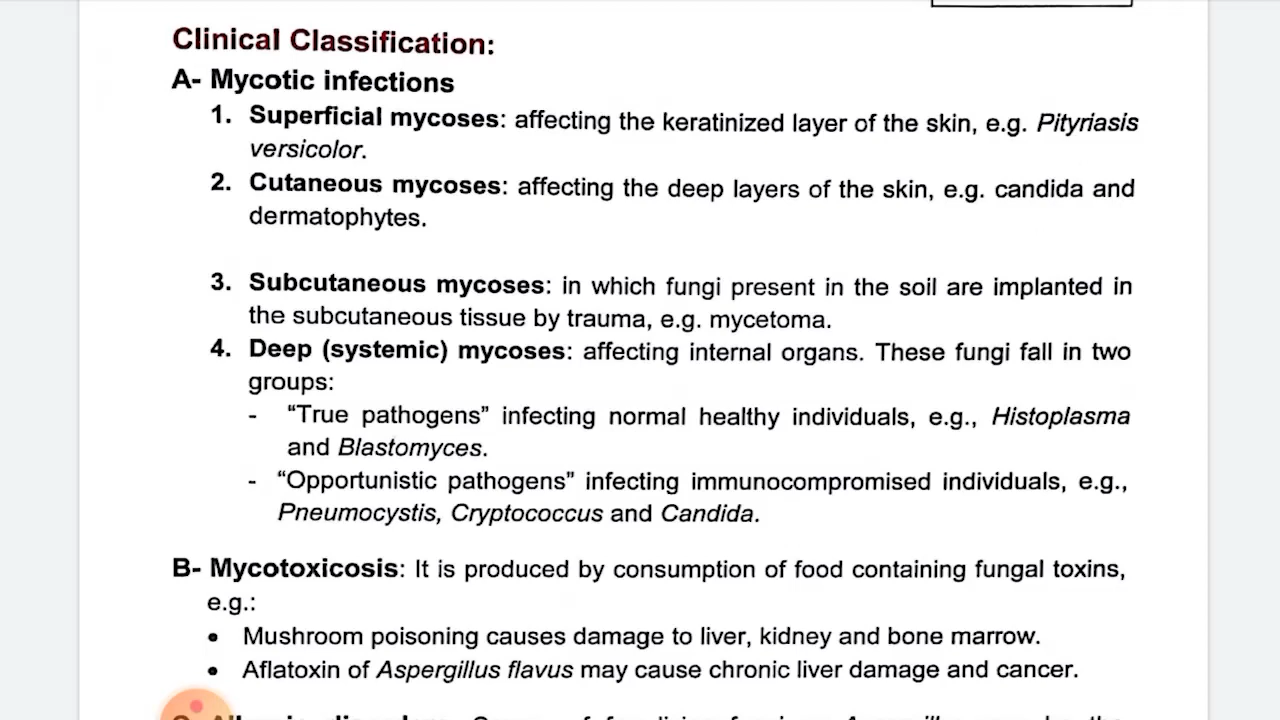 Clinical Classification:
A- Mycotic infections
1. Superficial mycoses: affecting the keratinized layer of the skin, e.g. Pityriasis
versicolor.
2. Cutaneous mycoses: affecting the deep layers of the skin, e.g. candida and
dermatophytes.
3. Subcutaneous mycoses: in which fungi present in the soil are implanted in
the subcutaneous tissue by trauma, e.g. mycetoma.
4. Deep (systemic) mycoses: affecting internal organs. These fungi fall in two
groups:
- “True pathogens” infecting normal healthy individuals, e.g., Histoplasma
and Blastomyces.
- “Opportunistic pathogens” infecting immunocompromised individuals, e.g.,
Pneumocystis, Cryptococcus and Candida.
B- Mycotoxicosis: It is produced by consumption of food containing fungal toxins,
e.g.:
• Mushroom poisoning causes damage to liver, kidney and bone marrow.
• Aflatoxin of Aspergillus flavus may cause chronic liver damage and cancer.